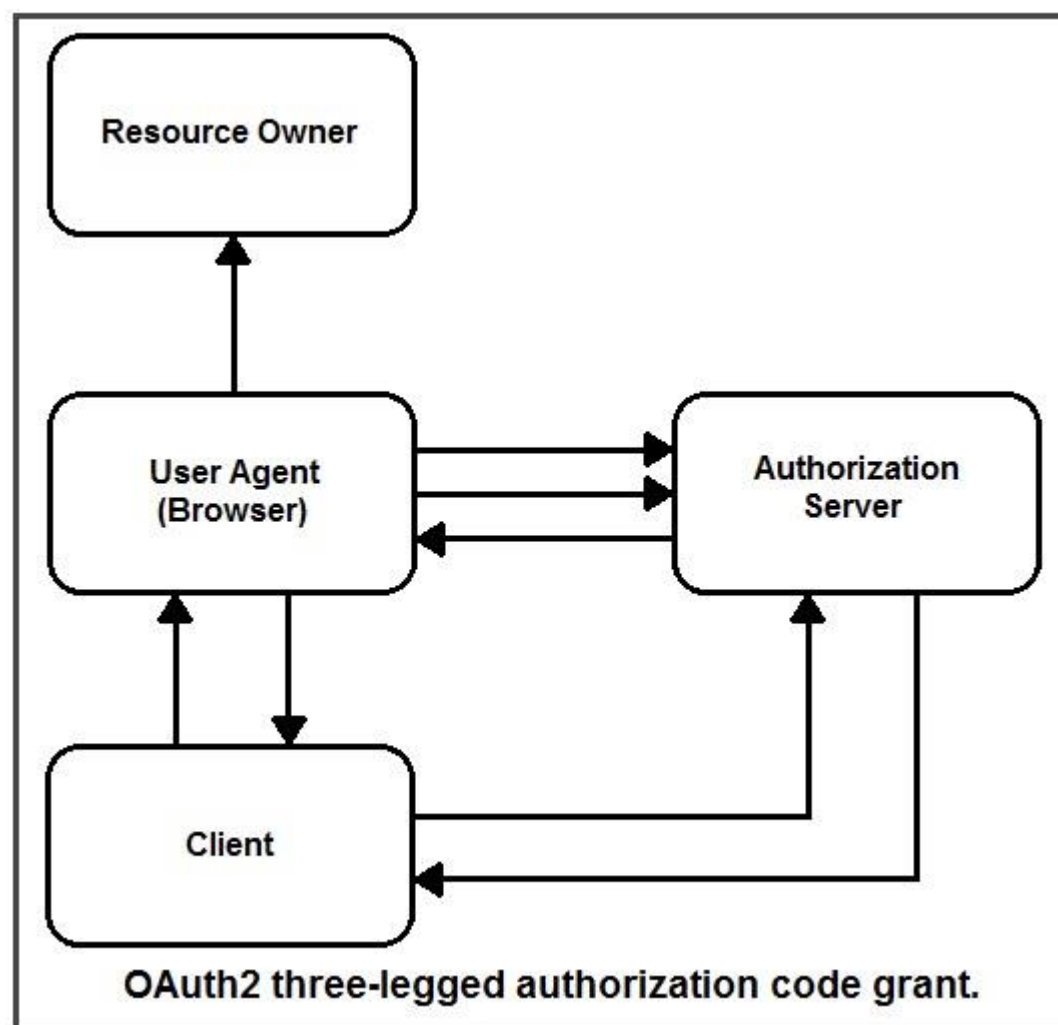 Resource Owner
User Agent
(Browser)
Authorization
Server
Client
OAuth2 three-legged authorization code grant.